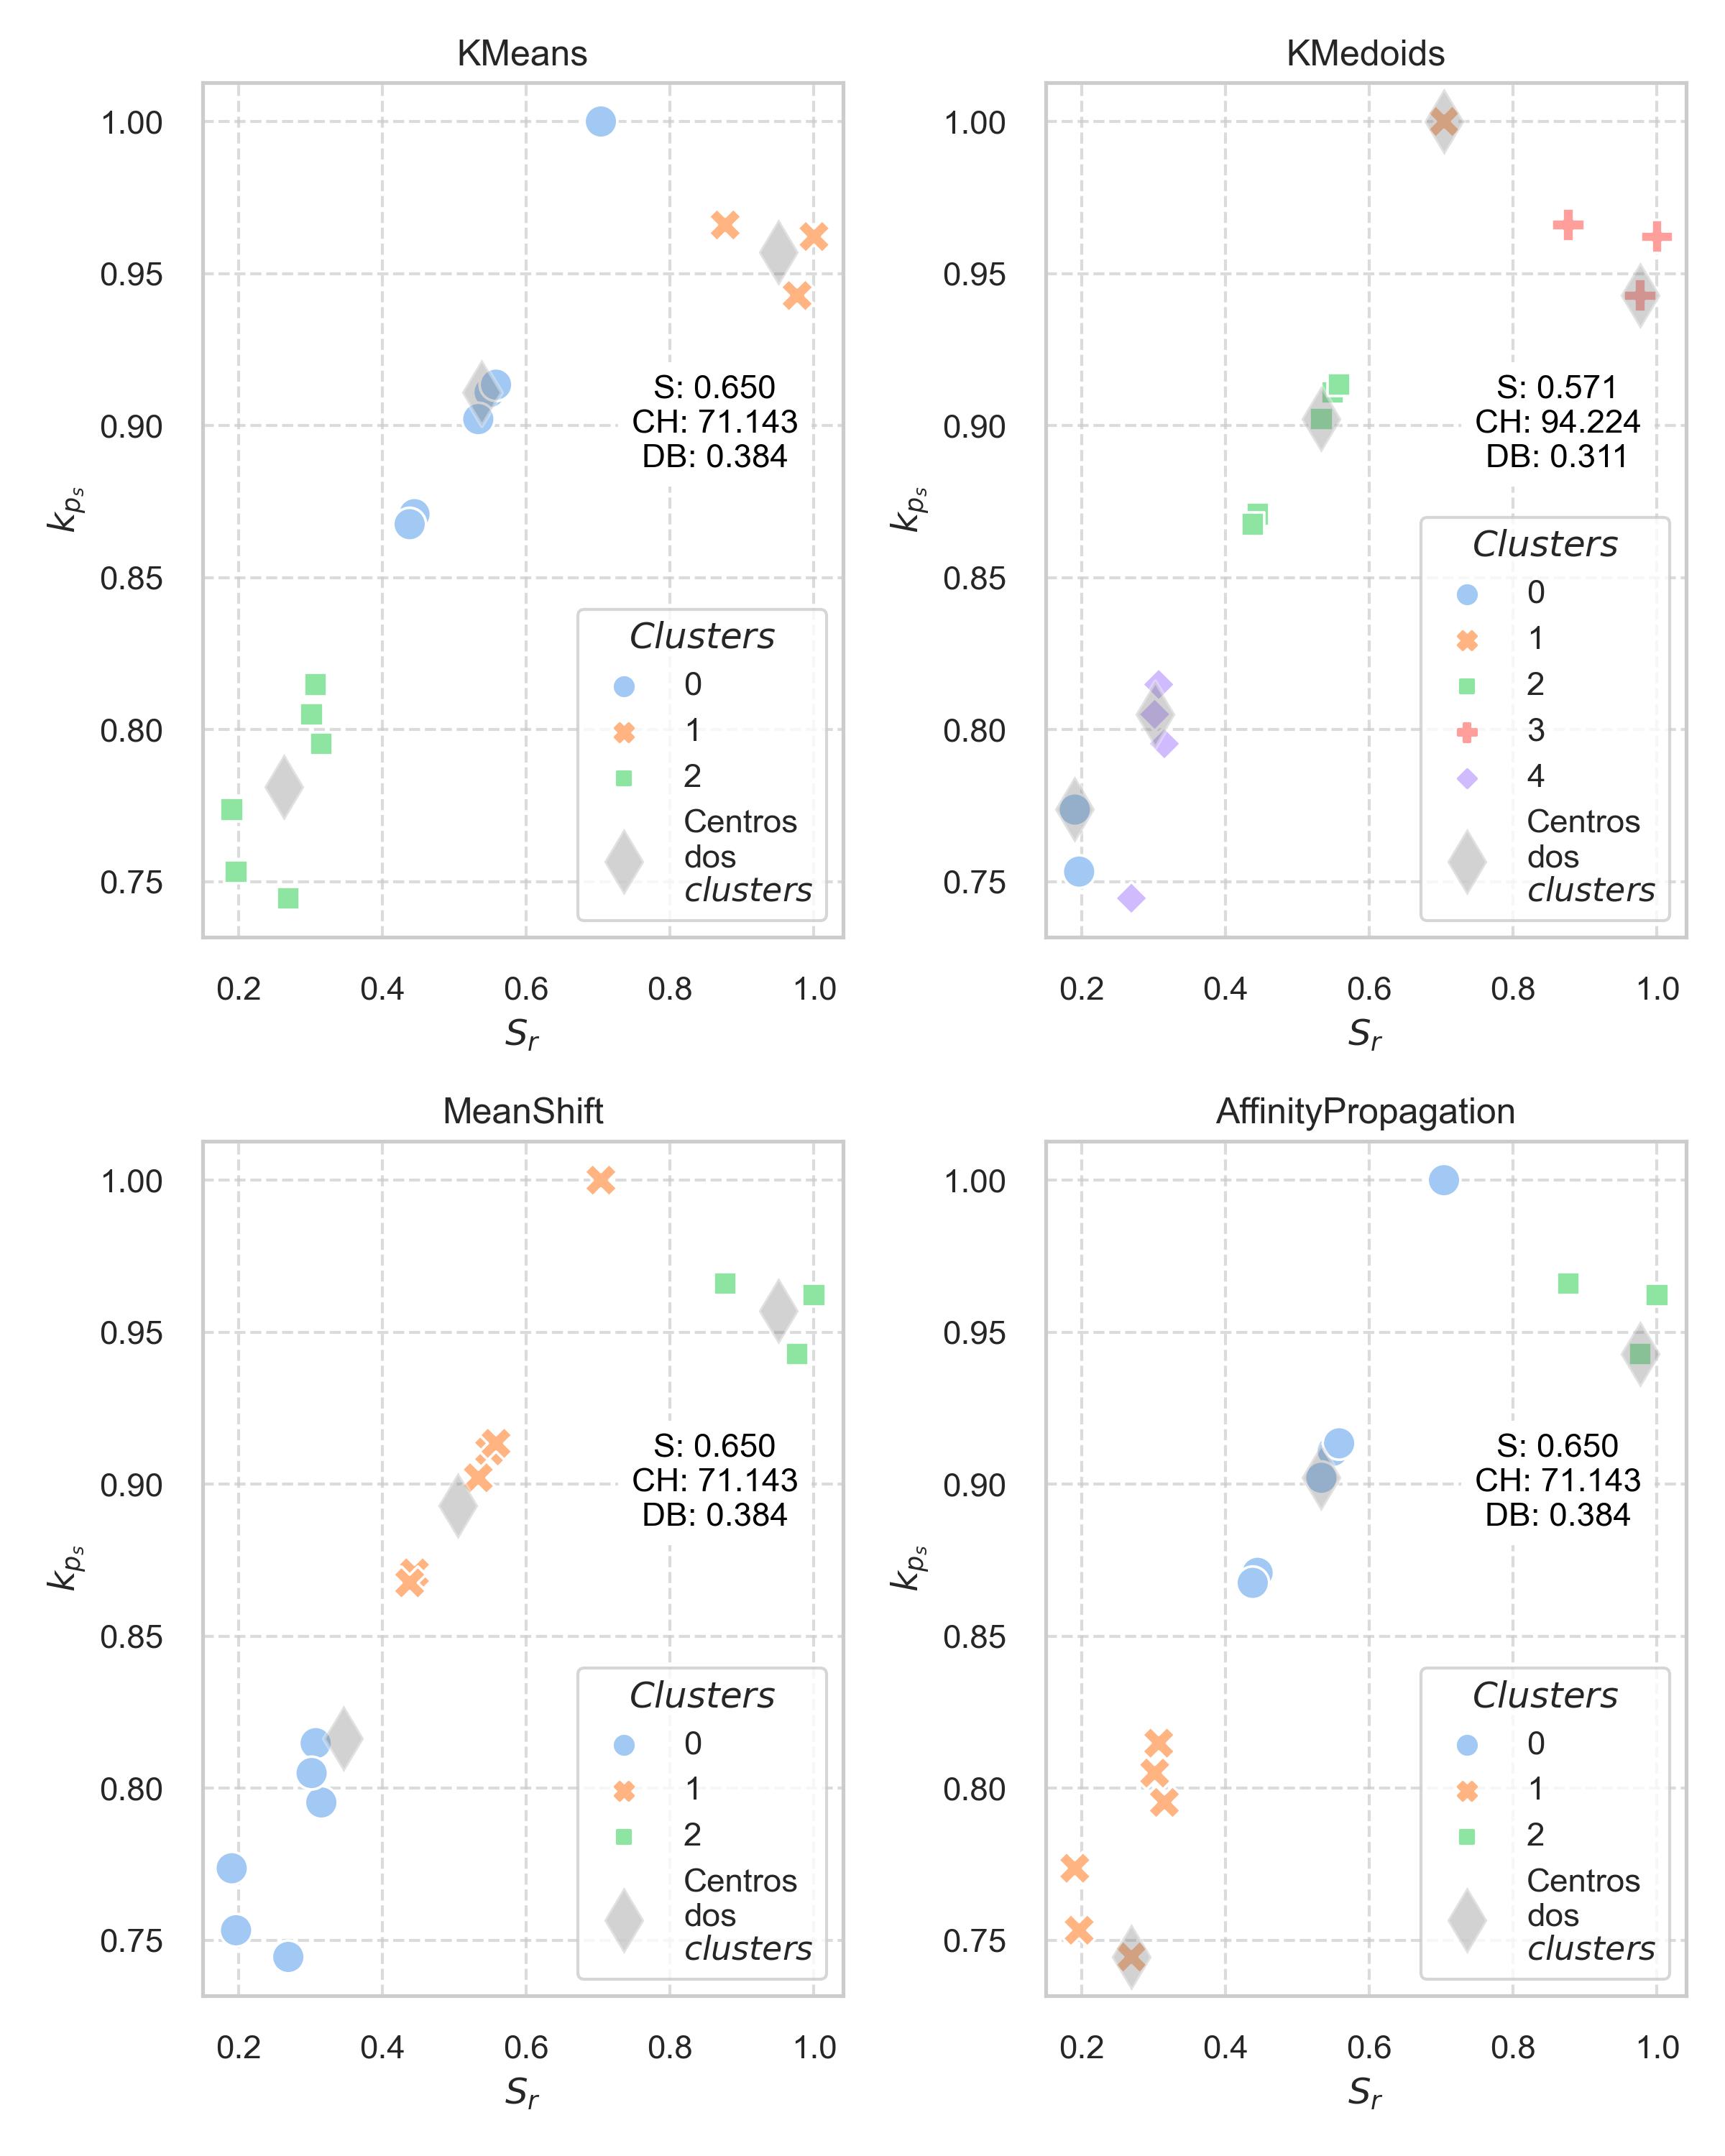 KMeans
1.00
0.95
0.90
0.85
0.80
0.75
k_{p_s}
S: 0.650
CH: 71.143
DB: 0.384
Clusters
0
1
2
Centros
dos
clusters
0.2 0.4 0.6 0.8 1.0
S_r
KMedoids
1.00
0.95
0.90
0.85
0.80
0.75
k_{p_s}
S: 0.571
CH: 94.224
DB: 0.311
Clusters
0
1
2
3
4
Centros
dos
clusters
0.2 0.4 0.6 0.8 1.0
S_r
MeanShift
1.00
0.95
0.90
0.85
0.80
0.75
k_{p_s}
S: 0.650
CH: 71.143
DB: 0.384
Clusters
0
1
2
Centros
dos
clusters
0.2 0.4 0.6 0.8 1.0
S_r
AffinityPropagation
1.00
0.95
0.90
0.85
0.80
0.75
k_{p_s}
S: 0.650
CH: 71.143
DB: 0.384
Clusters
0
1
2
Centros
dos
clusters
0.2 0.4 0.6 0.8 1.0
S_r